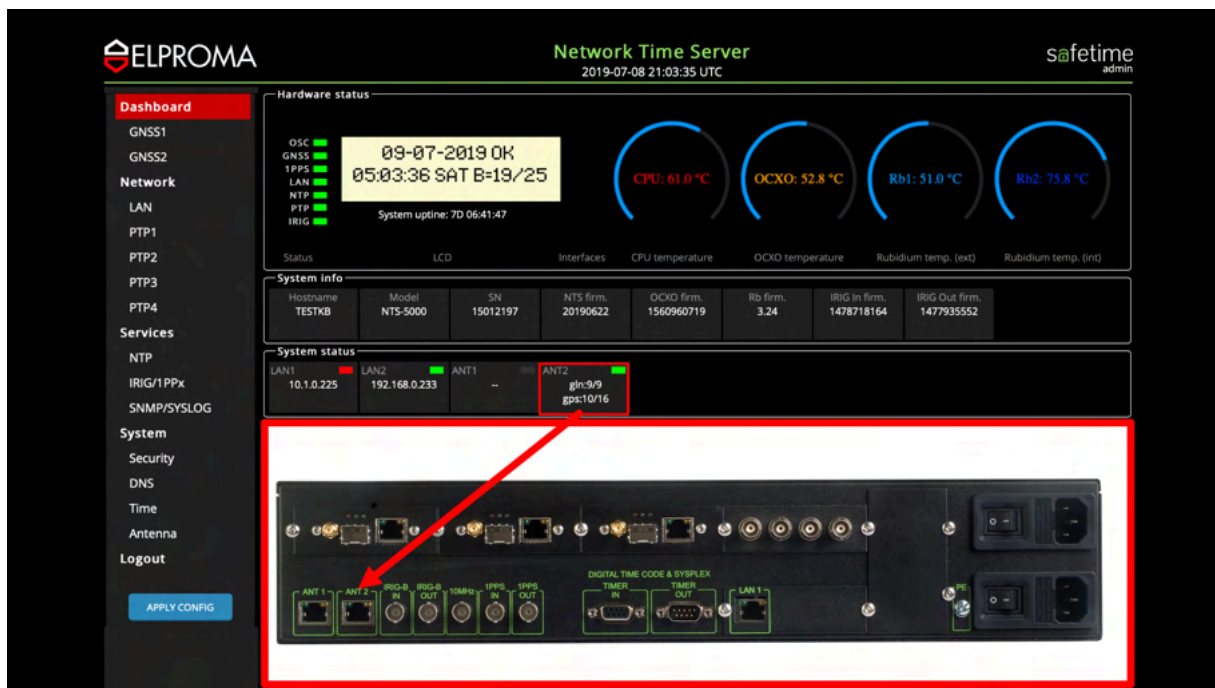 ELPROMA
Network Time Server
2019-07-08 21:03:35 UTC
safetime
admin
Dashboard
GNSS1
GNSS2
Network
LAN
PTP1
PTP2
PTP3
PTP4
Services
NTP
IRIG/1PPx
SNMP/SYSLOG
System
Security
DNS
Time
Antenna
Logout
APPLY CONFIG
Hardware status
OSC
GNSS
1PPS
LAN
NTP
PTP
IRIG
09-07-2019 OK
05:03:36 SAT B=19/25
System uptine: 7D 06:41:47
CPU: 61.0 °C
OCXO: 52.8 °C
Rb1: 51.0 °C
Rb2: 75.8 °C
Status
LCD
Interfaces
CPU temperature
OCXO temperature
Rubidium temp. (ext)
Rubidium temp. (int)
System info
Hostname
TESTKB
Model
NTS-5000
SN
15012197
NTS firm.
20190622
OCXO firm.
1560960719
Rb firm.
3.24
IRIG In firm.
1478718164
IRIG Out firm.
1477935552
System status
LAN1
10.1.0.225
LAN2
192.168.0.233
ANT1
--
ANT2
gln:9/9
gps:10/16
ANT 1
ANT 2
IRIG-B
IN
IRIG-B
OUT
10MHz
1PPS
IN
1PPS
OUT
DIGITAL TIME CODE & SYSPLEX
TIMER
IN
TIMER
OUT
LAN 1
PE